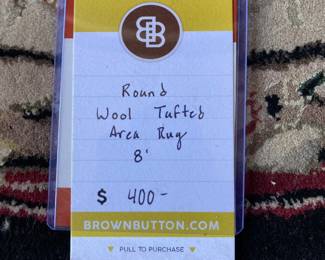 B B
Round
Wool Tufted
Area Rug
8'
$ 400-
BROWNBUTTON.COM
PULL TO PURCHASE